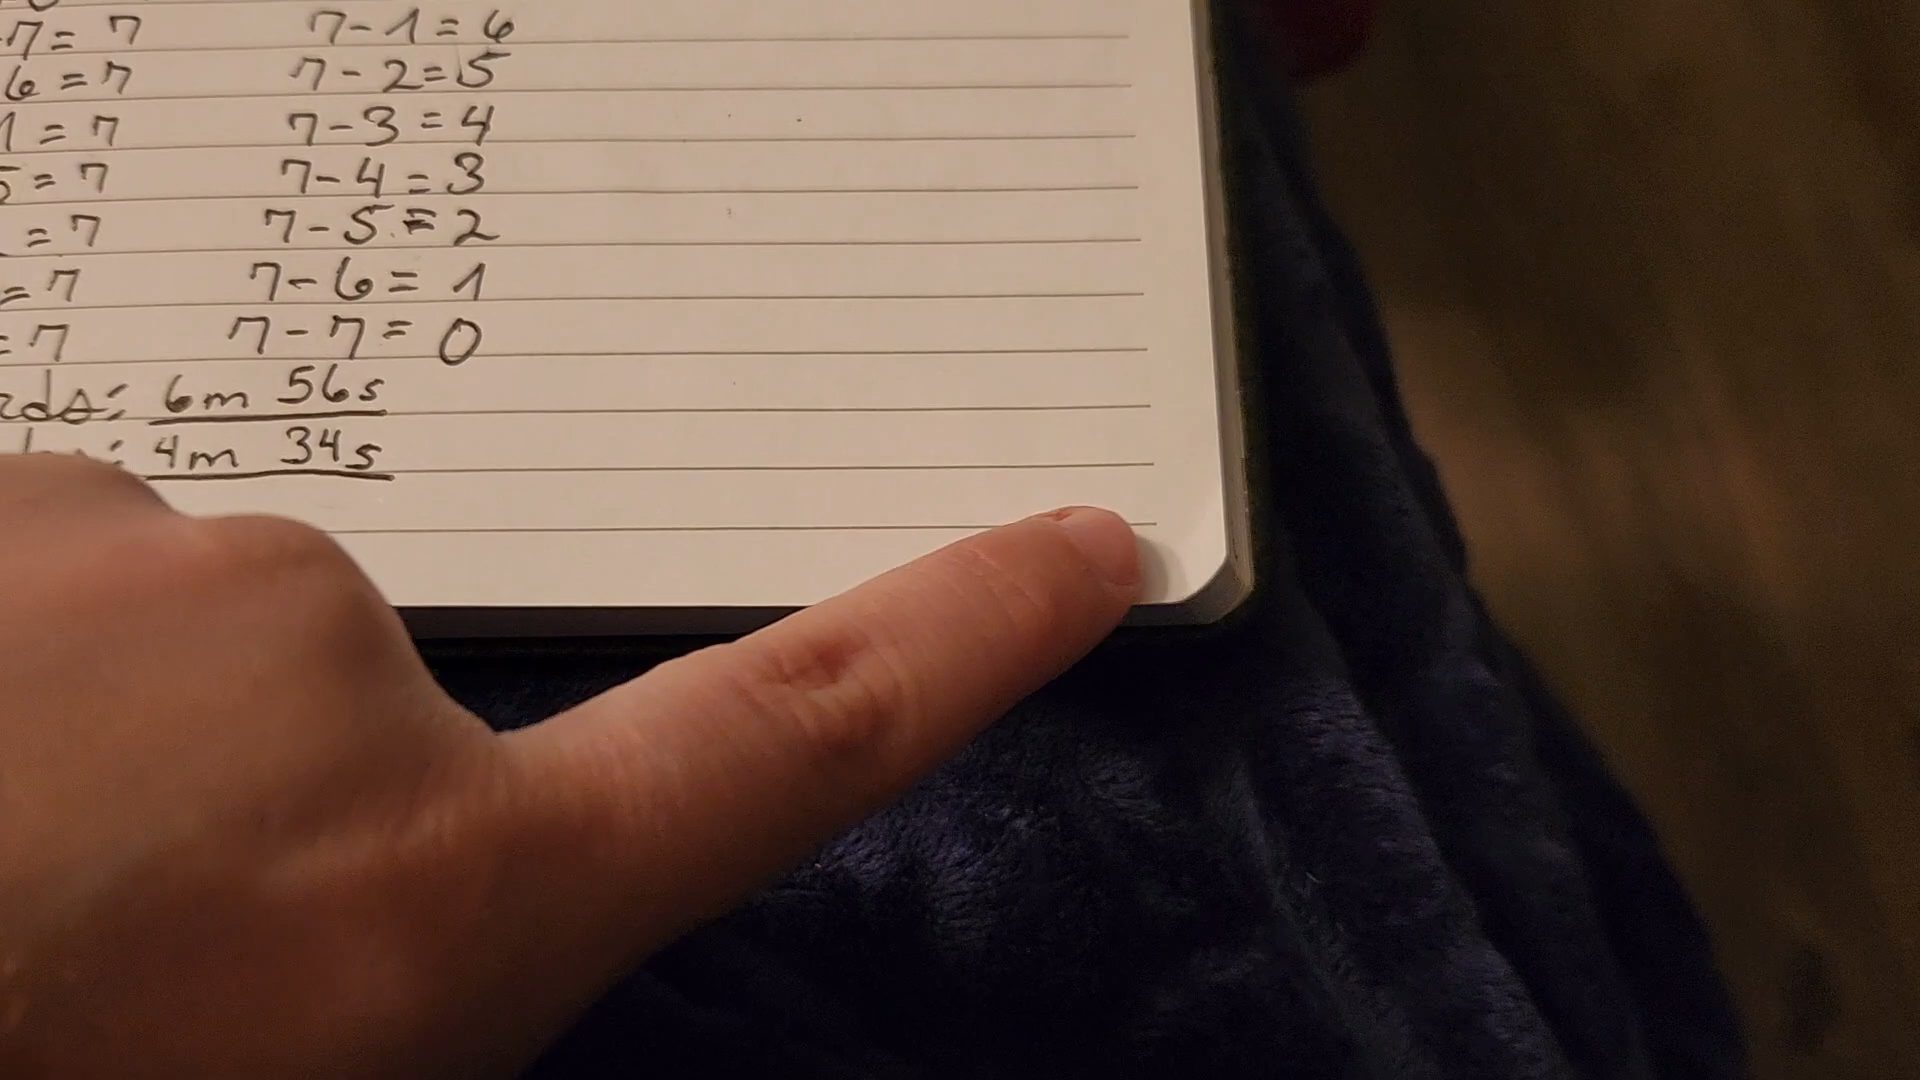 7= 7 7-1=6
6=7 7-2=5
1=7 7-3=4
5=7 7-4=3
=7 7-5=2
=7 7-6=1
=7 7-7=0
6m 56s
4m 34s